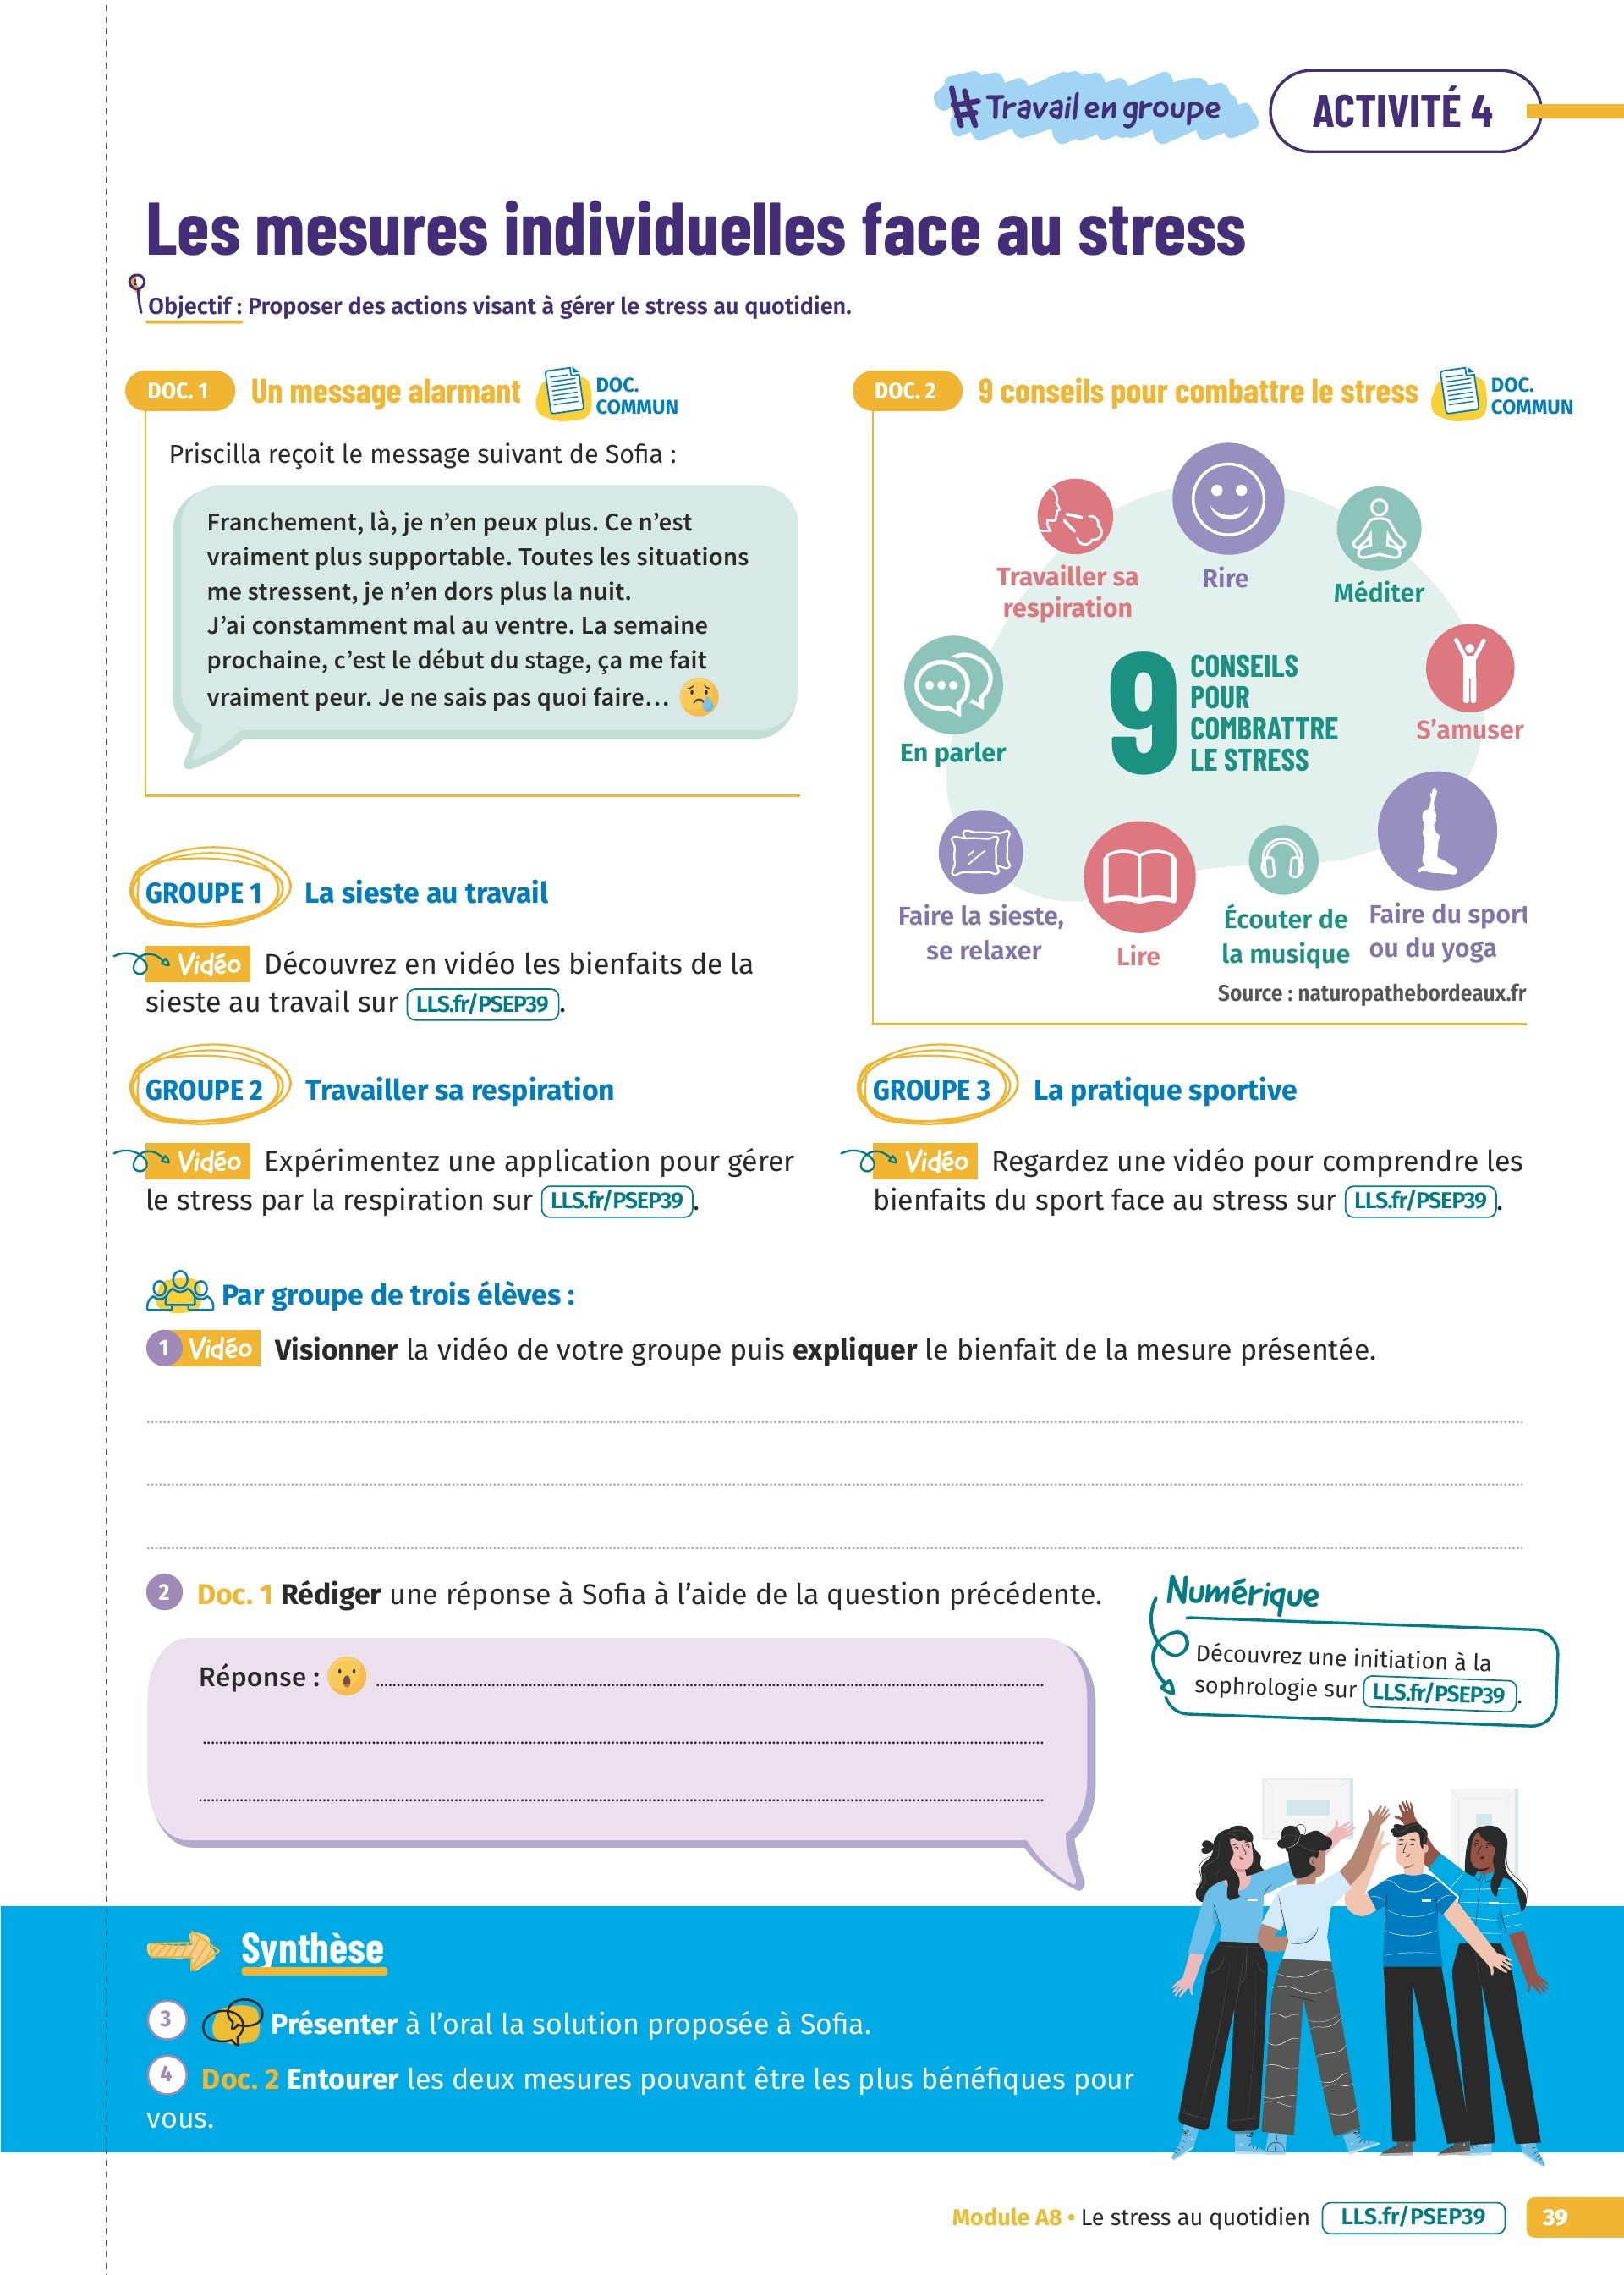 #Travail en groupe
ACTIVITÉ 4
Les mesures individuelles face au stress
Objectif : Proposer des actions visant à gérer le stress au quotidien.
DOC. 1 Un message alarmant
DOC.
COMMUN
Priscilla reçoit le message suivant de Sofia :
Franchement, là, je n’en peux plus. Ce n’est
vraiment plus supportable. Toutes les situations
me stressent, je n’en dors plus la nuit.
J’ai constamment mal au ventre. La semaine
prochaine, c’est le début du stage, ça me fait
vraiment peur. Je ne sais pas quoi faire…
DOC. 2 9 conseils pour combattre le stress
DOC.
COMMUN
Travailler sa
respiration
Rire
Méditer
En parler
9
CONSEILS
POUR
COMBRATTRE
LE STRESS
S’amuser
Faire la sieste,
se relaxer
Lire
Écouter de
la musique
Faire du sport
ou du yoga
Source : naturopathebordeaux.fr
GROUPE 1 La sieste au travail
Vidéo Découvrez en vidéo les bienfaits de la
sieste au travail sur LLS.fr/PSEP39.
GROUPE 2 Travailler sa respiration
Vidéo Expérimentez une application pour gérer
le stress par la respiration sur LLS.fr/PSEP39.
GROUPE 3 La pratique sportive
Vidéo Regardez une vidéo pour comprendre les
bienfaits du sport face au stress sur LLS.fr/PSEP39.
Par groupe de trois élèves :
1 Vidéo Visionner la vidéo de votre groupe puis expliquer le bienfait de la mesure présentée.
2 Doc. 1 Rédiger une réponse à Sofia à l’aide de la question précédente.
Réponse :
Numérique
Découvrez une initiation à la
sophrologie sur LLS.fr/PSEP39.
Synthèse
3 Présenter à l’oral la solution proposée à Sofia.
4 Doc. 2 Entourer les deux mesures pouvant être les plus bénéfiques pour
vous.
Module A8 • Le stress au quotidien LLS.fr/PSEP39 39